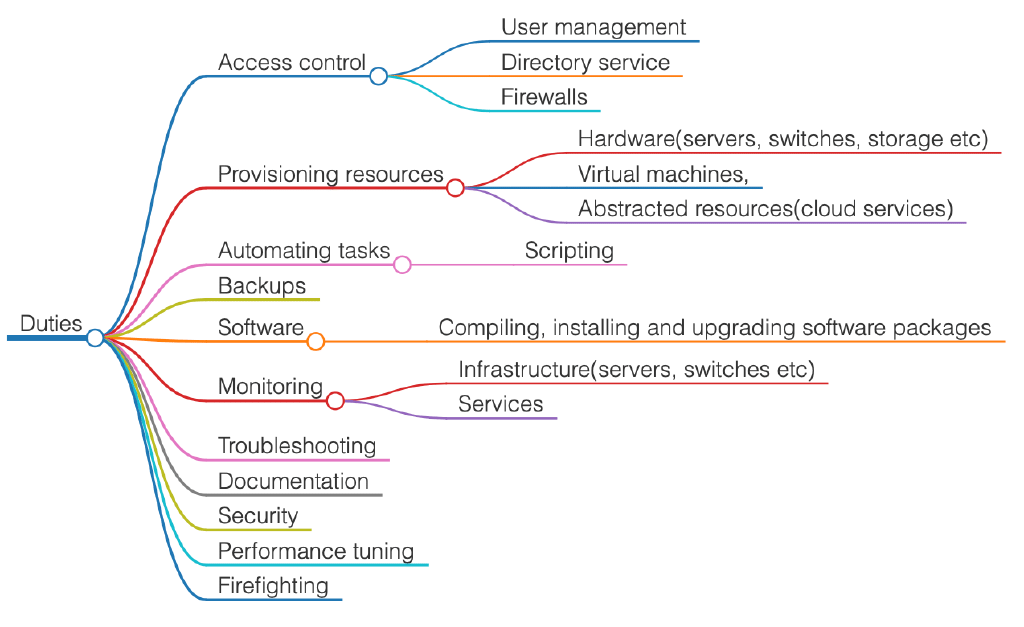 Duties
Access control
User management
Directory service
Firewalls
Provisioning resources
Hardware(servers, switches, storage etc)
Virtual machines,
Abstracted resources(cloud services)
Automating tasks
Scripting
Backups
Software
Compiling, installing and upgrading software packages
Monitoring
Infrastructure(servers, switches etc)
Services
Troubleshooting
Documentation
Security
Performance tuning
Firefighting